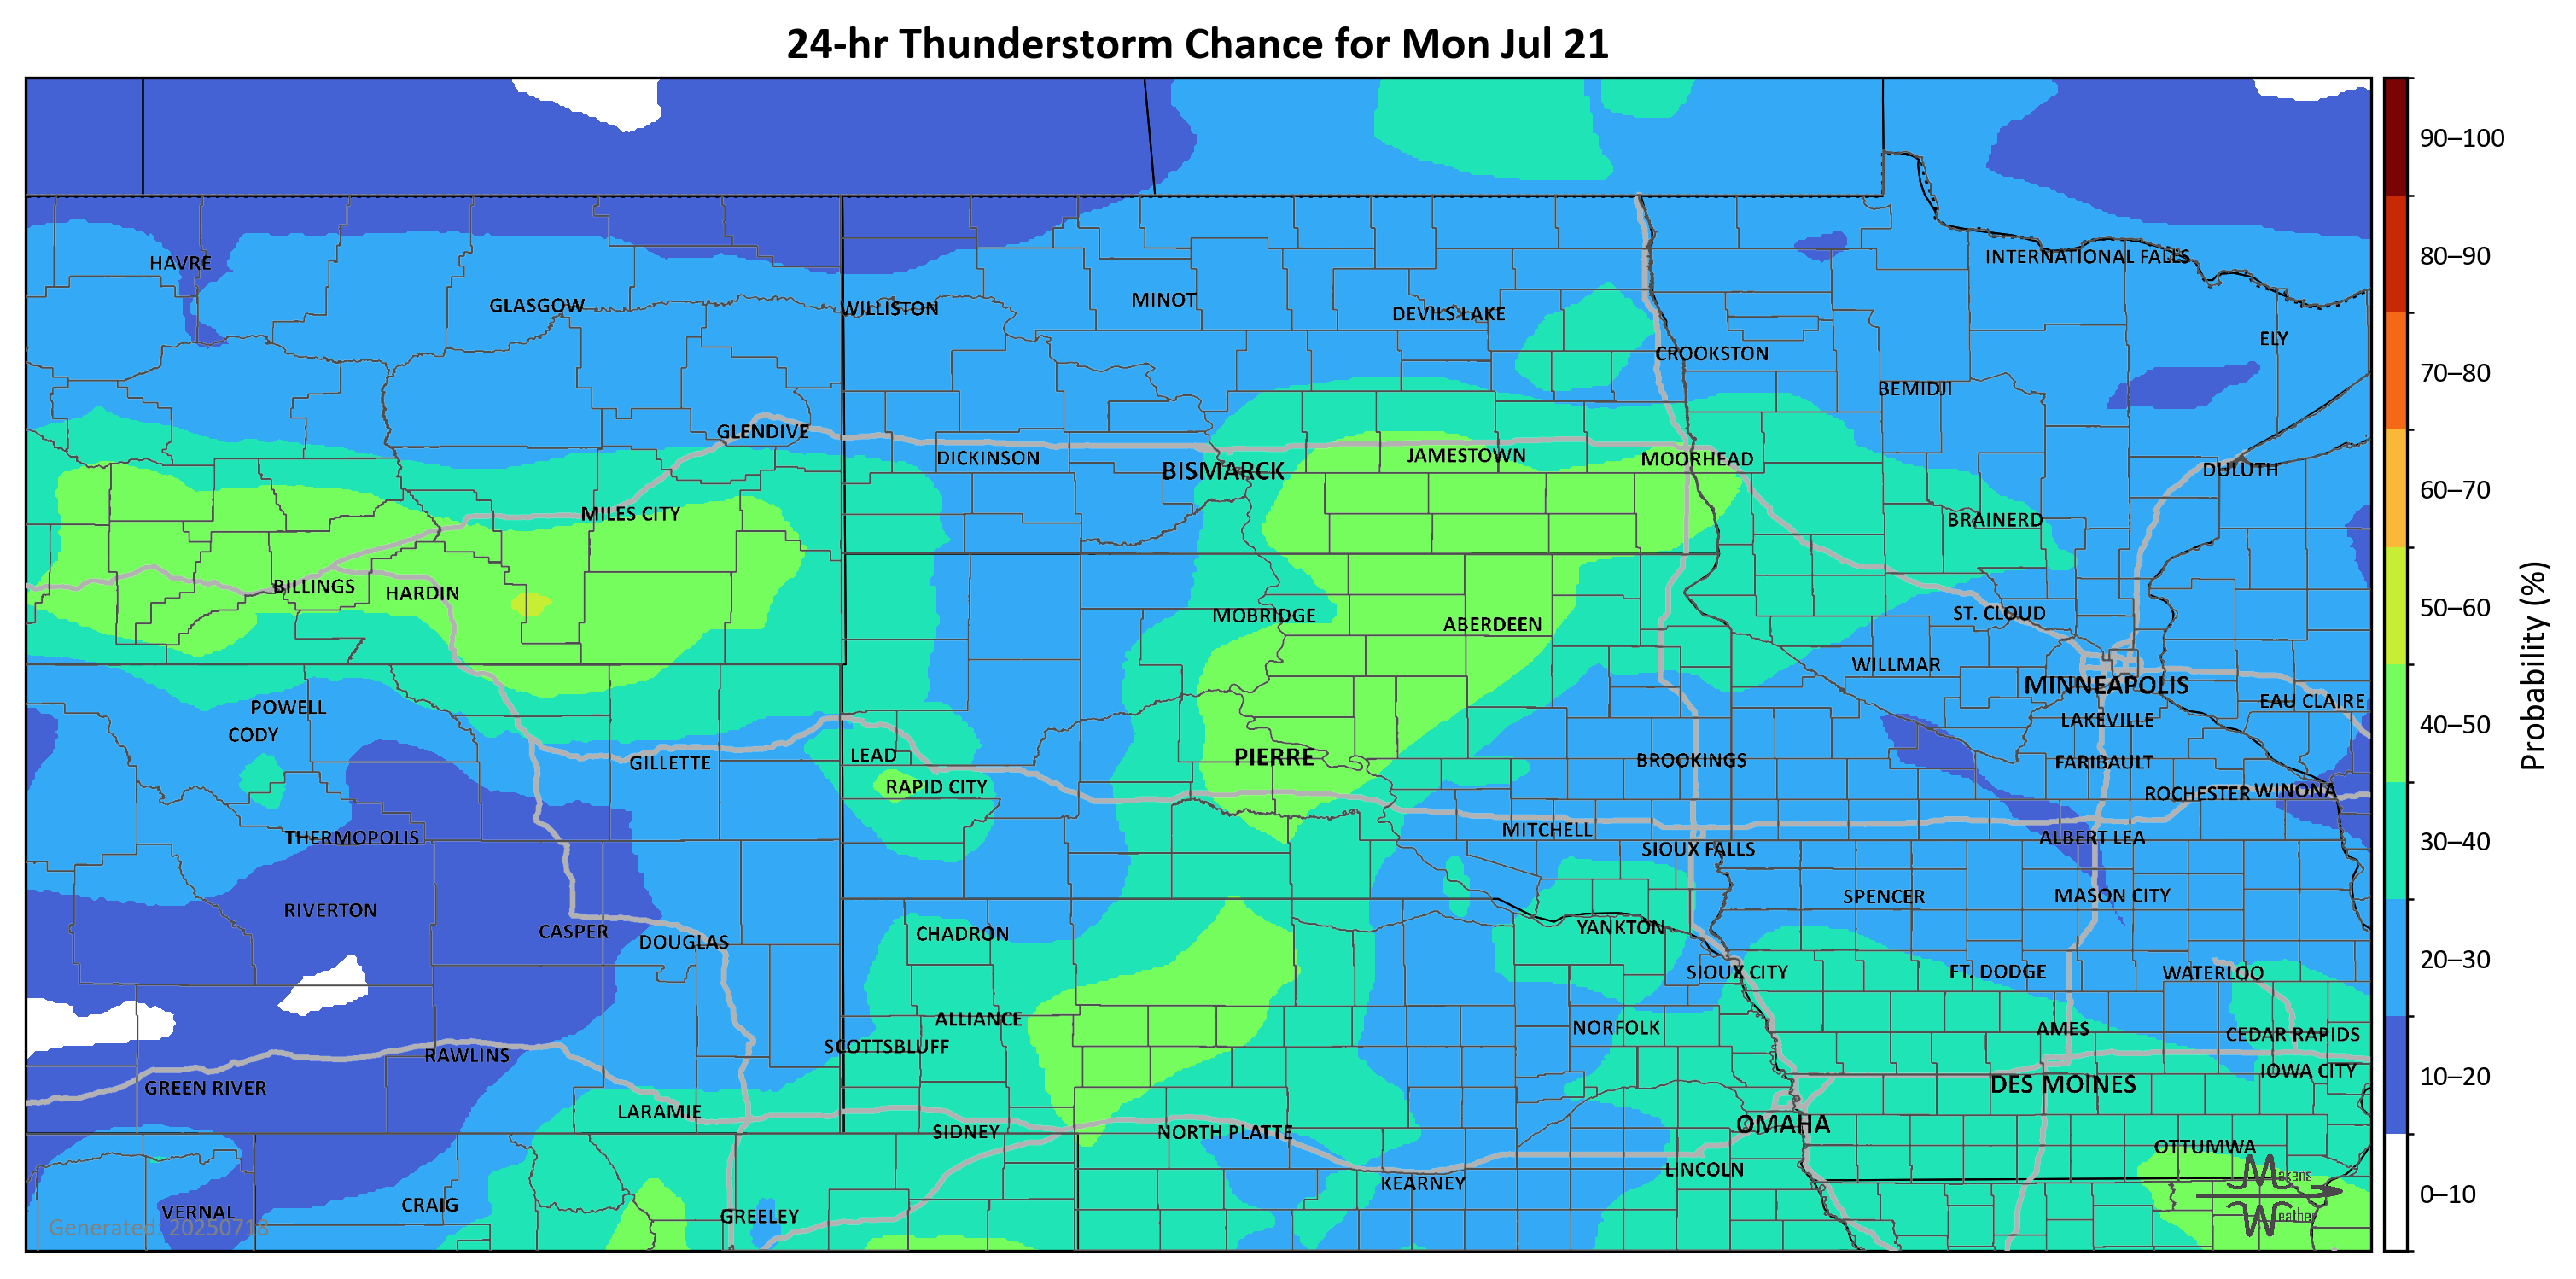 24-hr Thunderstorm Chance for Mon Jul 21
90–100
HAVRE
INTERNATIONAL FALLS
80–90
GLASGOW
WILLISTON
MINOT
DEVILS LAKE
ELY
CROOKSTON
70–80
BEMIDJI
GLENDIVE
DICKINSON
BISMARCK
JAMESTOWN
MOORHEAD
DULUTH
60–70
MILES CITY
BRAINERD
BILLINGS
HARDIN
MOBRIDGE
ABERDEEN
ST. CLOUD
50–60
WILLMAR
MINNEAPOLIS
Probability (%)
POWELL
EAU CLAIRE
CODY
LAKEVILLE
40–50
GILLETTE
LEAD
PIERRE
BROOKINGS
FARIBAULT
RAPID CITY
ROCHESTER
WINONA
THERMOPOLIS
MITCHELL
SIOUX FALLS
ALBERT LEA
30–40
RIVERTON
SPENCER
MASON CITY
CASPER
DOUGLAS
CHADRON
YANKTON
SIOUX CITY
FT. DODGE
WATERLOO
20–30
ALLIANCE
NORFOLK
AMES
CEDAR RAPIDS
SCOTTSBLUFF
RAWLINS
GREEN RIVER
DES MOINES
IOWA CITY
10–20
LARAMIE
SIDNEY
NORTH PLATTE
OMAHA
OTTUMWA
LINCOLN
KEARNEY
Makens
Weather
CRAIG
VERNAL
GREELEY
0–10
Generated: 20250718